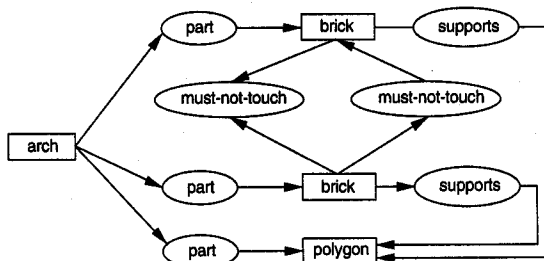 part brick supports
must-not-touch must-not-touch
arch
part brick supports
part polygon